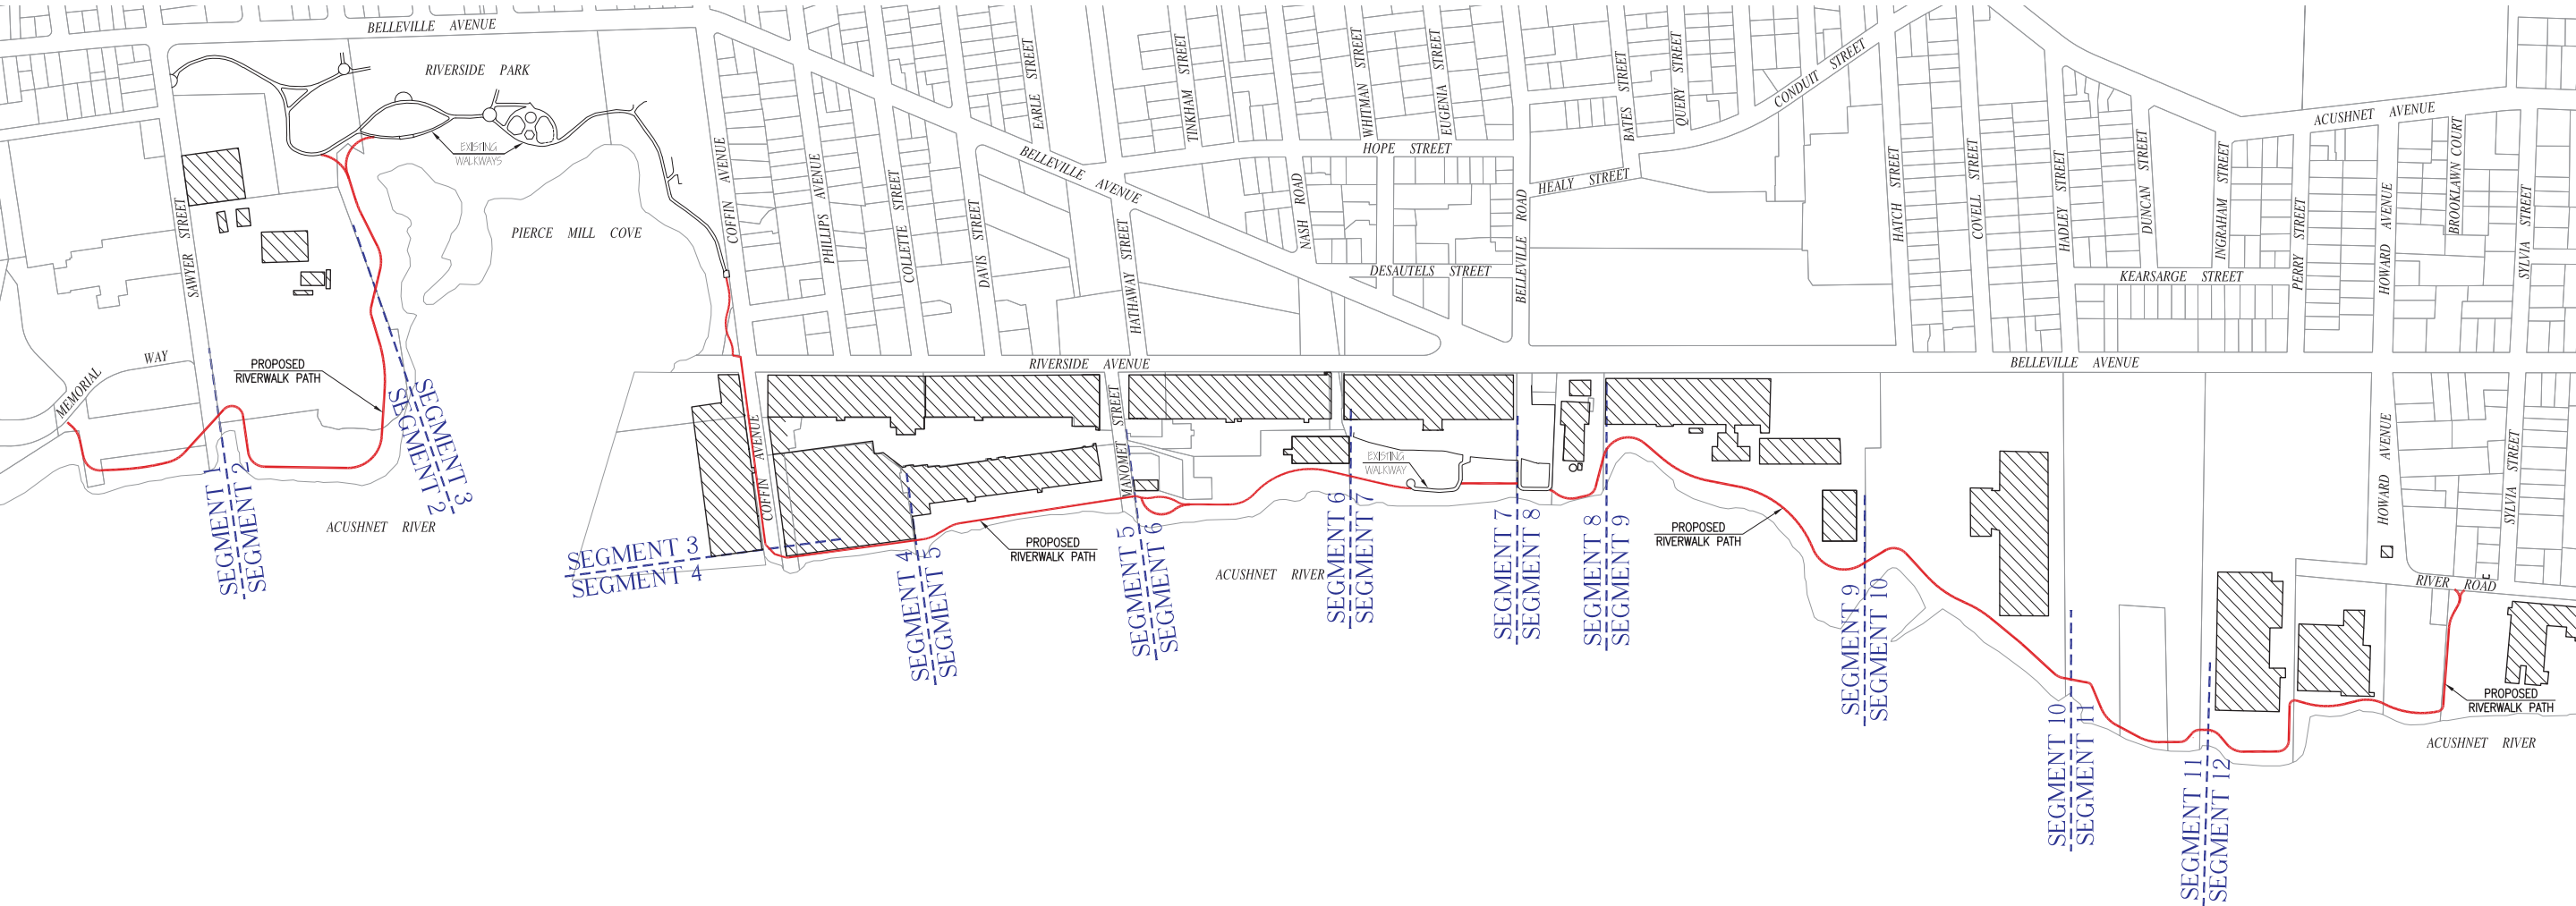 BELLEVILLE AVENUE
RIVERSIDE PARK
EXISTING
WALKWAYS
PIERCE MILL COVE
SAWYER STREET
MEMORIAL
WAY
PROPOSED
RIVERWALK PATH
SEGMENT 1
SEGMENT 2
SEGMENT 2
SEGMENT 3
ACUSHNET RIVER
SEGMENT 3
SEGMENT 4
COFFIN AVENUE
PHILLIPS AVENUE
COLLETTE STREET
DAVIS STREET
EARLE STREET
BELLEVILLE AVENUE
HATHAWAY STREET
TINKHAM STREET
NASH ROAD
WHITMAN STREET
EUGENIA STREET
HOPE STREET
DESAUTELS STREET
BELLEVILLE ROAD
HEALY STREET
BATES STREET
QUERY STREET
CONDUIT STREET
HATCH STREET
COVELL STREET
HADLEY STREET
DUNCAN STREET
INGRAHAM STREET
KEARSARGE STREET
PERRY STREET
ACUSHNET AVENUE
HOWARD AVENUE
BROOKLAWN COURT
SYLVIA STREET
RIVERSIDE AVENUE
BELLEVILLE AVENUE
COFFIN AVENUE
MANOMET STREET
PROPOSED
RIVERWALK PATH
SEGMENT 4
SEGMENT 5
SEGMENT 5
SEGMENT 6
ACUSHNET RIVER
EXISTING
WALKWAY
SEGMENT 6
SEGMENT 7
SEGMENT 7
SEGMENT 8
SEGMENT 8
SEGMENT 9
PROPOSED
RIVERWALK PATH
SEGMENT 9
SEGMENT 10
SEGMENT 10
SEGMENT 11
SEGMENT 11
SEGMENT 12
HOWARD AVENUE
SYLVIA STREET
RIVER ROAD
PROPOSED
RIVERWALK PATH
ACUSHNET RIVER